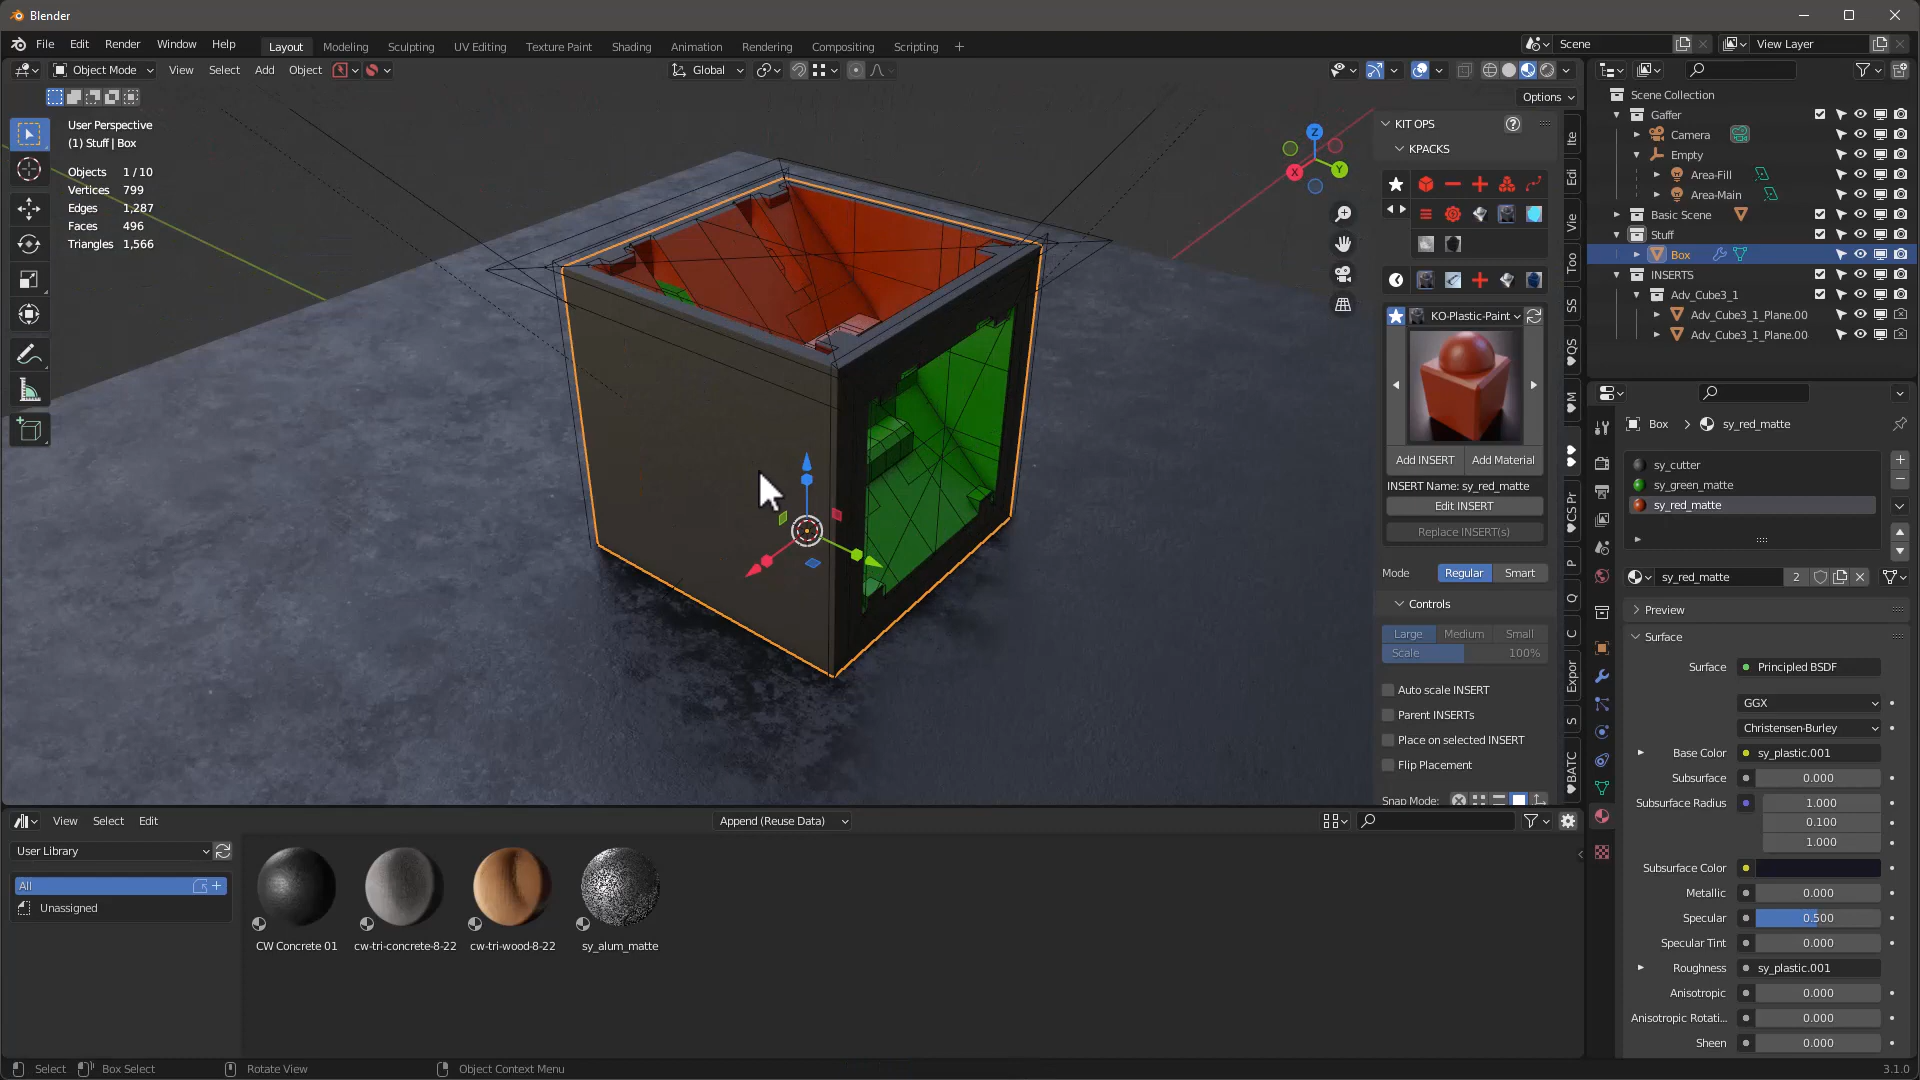 Blender
File Edit Render Window Help Layout Modeling Sculpting UV Editing Texture Paint Shading Animation Rendering Compositing Scripting Scene View Layer
Object Mode View Select Add Object Global
Options
User Perspective
(1) Stuff | Box
Objects 1 / 10
Vertices 799
Edges 1,287
Faces 496
Triangles 1,566
Z
Y
X
KIT OPS
KPACKS
KO-Plastic-Paint
Add INSERT Add Material
INSERT Name: sy_red_matte
Edit INSERT
Replace INSERT(s)
Mode Regular Smart
Controls
Large Medium Small
Scale 100%
Auto scale INSERT
Parent INSERTs
Place on selected INSERT
Flip Placement
Snap Mode:
Ite
Edi
Vie
Too
SS
QS
M
CS Pr
P
Q
C
Expor
S
BATC
Scene Collection
Gaffer
Camera
Empty
Area-Fill
Area-Main
Basic Scene
Stuff
Box
INSERTS
Adv_Cube3_1
Adv_Cube3_1_Plane.00
Adv_Cube3_1_Plane.00
Box sy_red_matte
sy_cutter
sy_green_matte
sy_red_matte
sy_red_matte 2
Preview
Surface
Surface Principled BSDF
GGX
Christensen-Burley
Base Color sy_plastic.001
Subsurface 0.000
Subsurface Radius 1.000
0.100
1.000
Subsurface Color
Metallic 0.000
Specular 0.500
Specular Tint 0.000
Roughness sy_plastic.001
Anisotropic 0.000
Anisotropic Rotati... 0.000
Sheen 0.000
View Select Edit Append (Reuse Data)
User Library
All
Unassigned
CW Concrete 01 cw-tri-concrete-8-22 cw-tri-wood-8-22 sy_alum_matte
Select Box Select Rotate View Object Context Menu 3.1.0